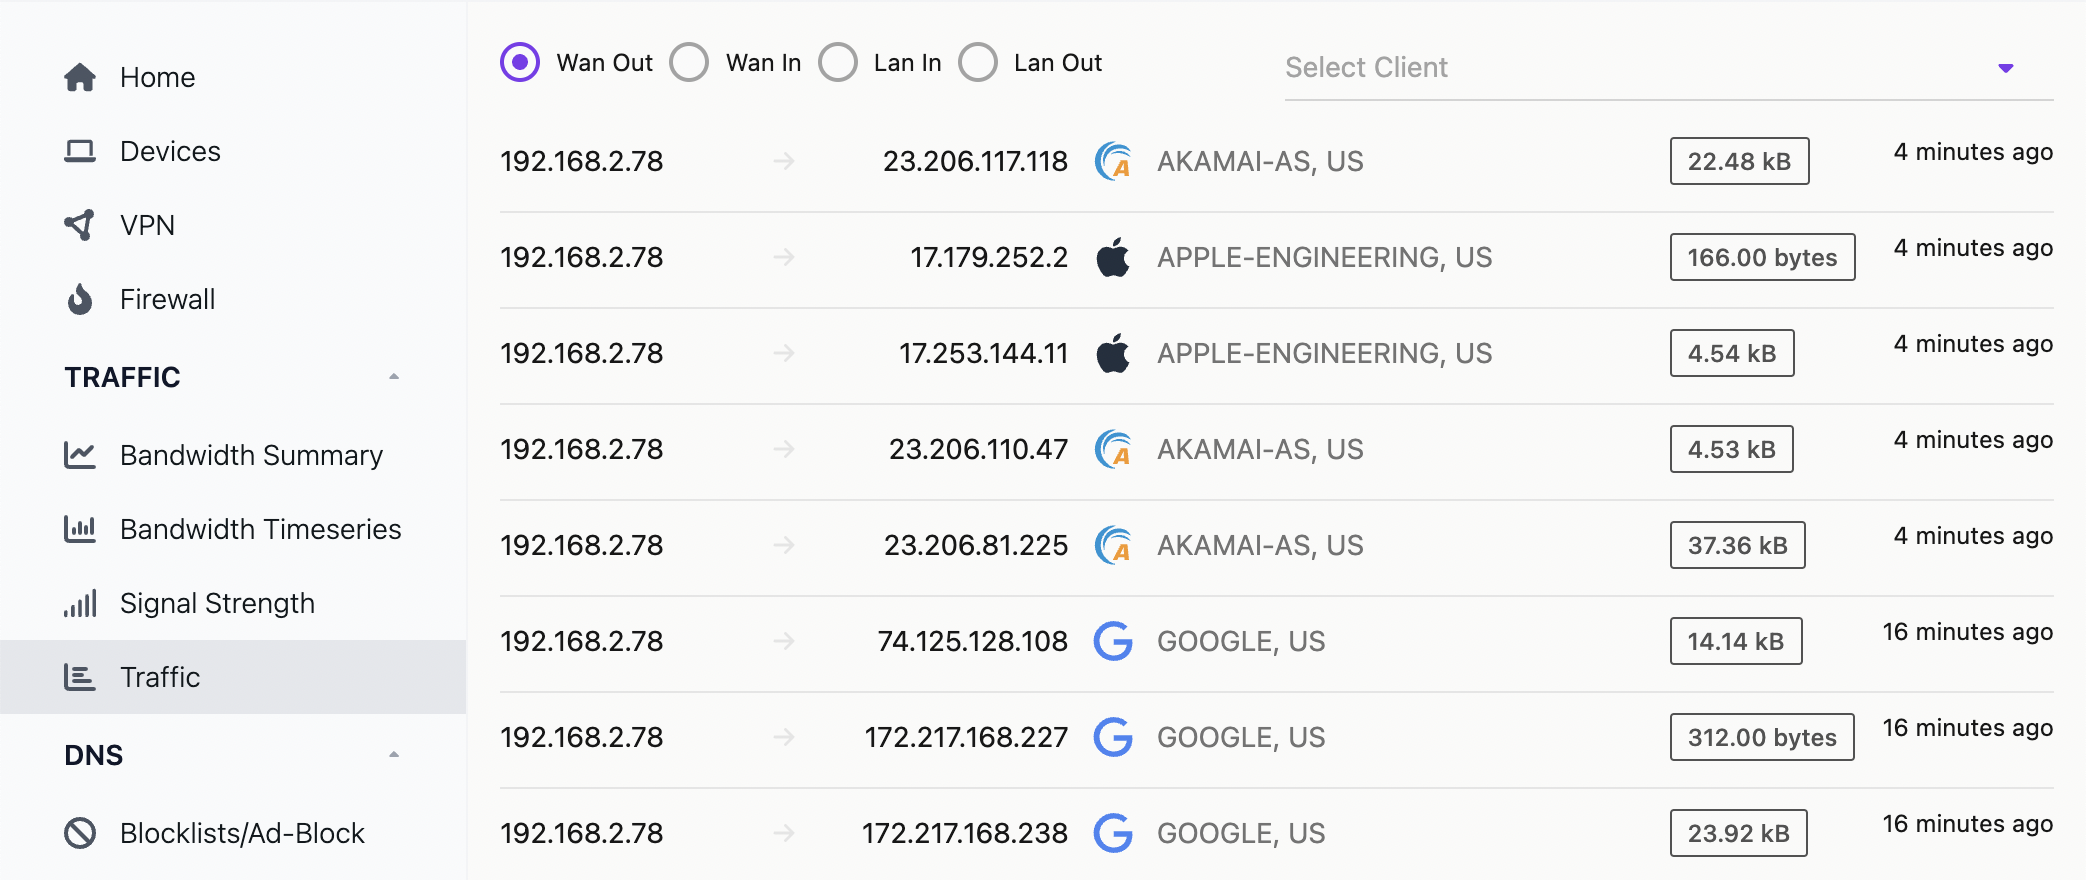 Home
Devices
VPN
Firewall
TRAFFIC
Bandwidth Summary
Bandwidth Timeseries
Signal Strength
Traffic
DNS
Blocklists/Ad-Block
Wan Out Wan In Lan In Lan Out Select Client
192.168.2.78 → 23.206.117.118 AKAMAI-AS, US 22.48 kB 4 minutes ago
192.168.2.78 → 17.179.252.2 APPLE-ENGINEERING, US 166.00 bytes 4 minutes ago
192.168.2.78 → 17.253.144.11 APPLE-ENGINEERING, US 4.54 kB 4 minutes ago
192.168.2.78 → 23.206.110.47 AKAMAI-AS, US 4.53 kB 4 minutes ago
192.168.2.78 → 23.206.81.225 AKAMAI-AS, US 37.36 kB 4 minutes ago
192.168.2.78 → 74.125.128.108 GOOGLE, US 14.14 kB 16 minutes ago
192.168.2.78 → 172.217.168.227 GOOGLE, US 312.00 bytes 16 minutes ago
192.168.2.78 → 172.217.168.238 GOOGLE, US 23.92 kB 16 minutes ago